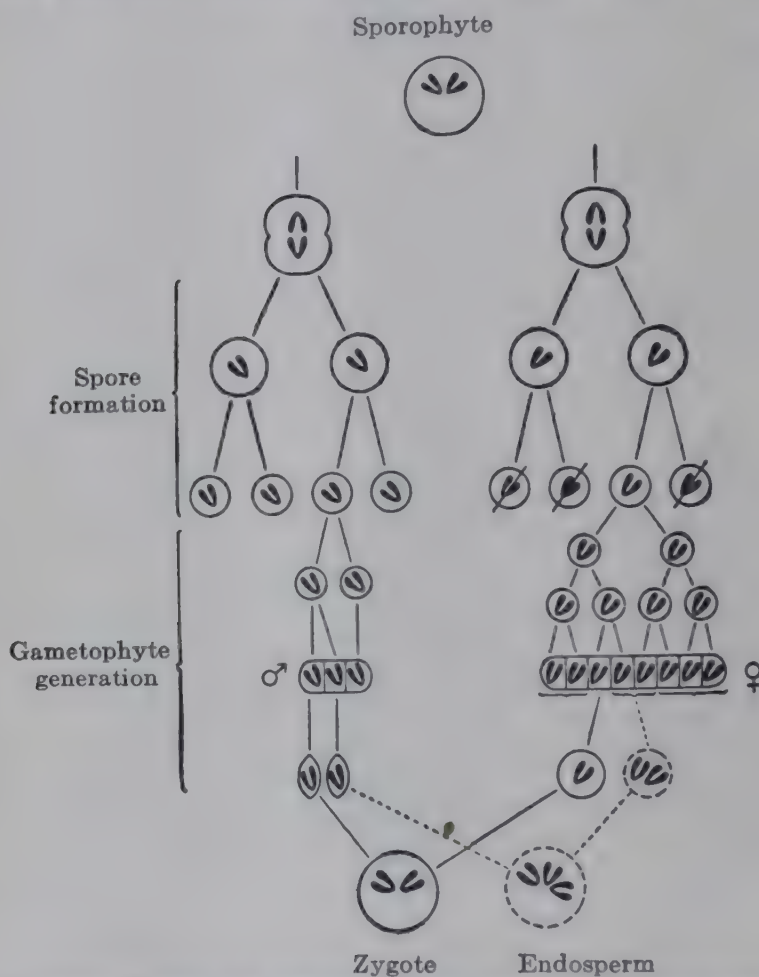 Sporophyte
Spore
formation
Gametophyte
generation
♂
♀
Zygote
Endosperm